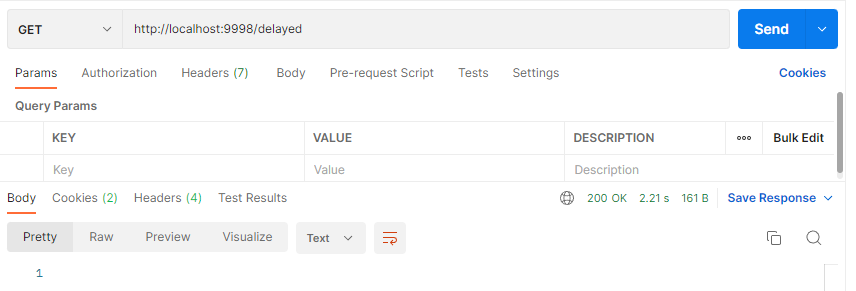 GET http://localhost:9998/delayed Send
Params Authorization Headers (7) Body Pre-request Script Tests Settings Cookies
Query Params
KEY VALUE DESCRIPTION ••• Bulk Edit
Key Value Description
Body Cookies (2) Headers (4) Test Results 200 OK 2.21 s 161 B Save Response
Pretty Raw Preview Visualize Text
1